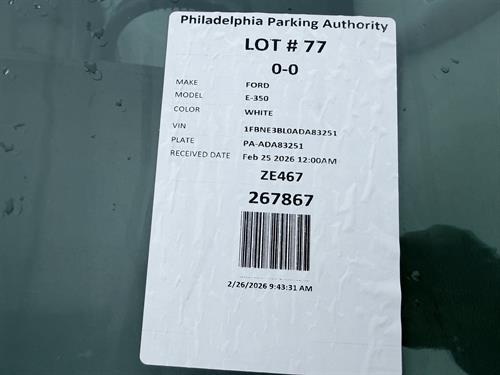 Philadelphia Parking Authority
LOT # 77
0-0
MAKE FORD
MODEL E-350
COLOR WHITE
VIN 1FBNE3BL0ADA83251
PLATE PA-ADA83251
RECEIVED DATE Feb 25 2026 12:00AM
ZE467
267867
2/26/2026 9:43:31 AM